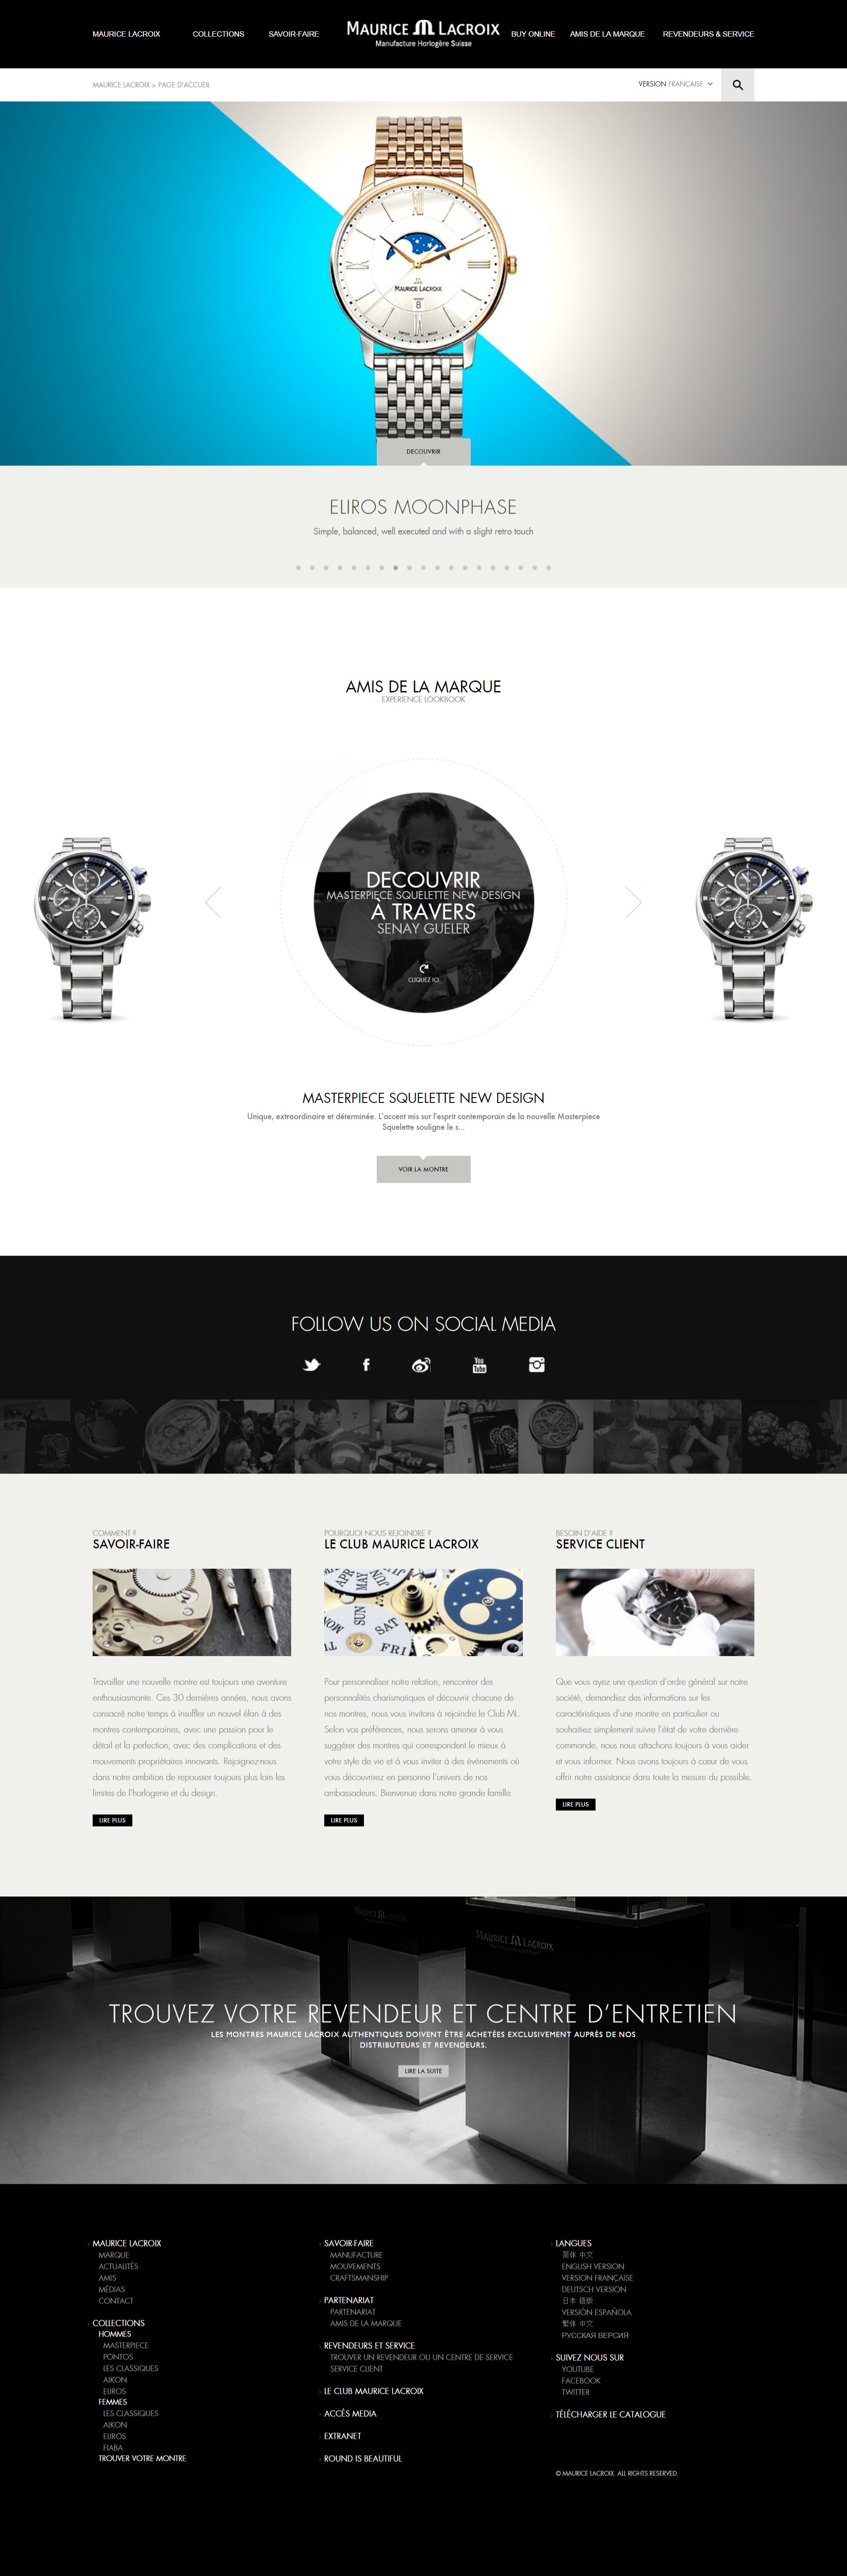 MAURICE LACROIX
COLLECTIONS
SAVOIR-FAIRE
MAURICE LACROIX
Manufacture Horlogère Suisse
BUY ONLINE
AMIS DE LA MARQUE
REVENDEURS & SERVICE
MAURICE LACROIX > PAGE D'ACCUEIL
VERSION FRANÇAISE
MAURICE LACROIX
8
SWISS MADE
DECOUVRIR
ELIROS MOONPHASE
Simple, balanced, well executed and with a slight retro touch
AMIS DE LA MARQUE
EXPERIENCE LOOKBOOK
DECOUVRIR
MASTERPIECE SQUELETTE NEW DESIGN
À TRAVERS
SENAY GUELER
CLIQUEZ ICI
MASTERPIECE SQUELETTE NEW DESIGN
Unique, extraordinaire et déterminée. L'accent mis sur l'esprit contemporain de la nouvelle Masterpiece
Squelette souligne le s...
VOIR LA MONTRE
FOLLOW US ON SOCIAL MEDIA
You
Tube
COMMENT ?
SAVOIR-FAIRE
Travailler une nouvelle montre est toujours une aventure
enthousiasmante. Ces 30 dernières années, nous avons
consacré notre temps à insuffler un nouvel élan à des
montres contemporaines, avec une passion pour le
détail et la perfection, avec des complications et des
mouvements propriétaires innovants. Rejoignez-nous
dans notre ambition de repousser toujours plus loin les
limites de l'horlogerie et du design.
LIRE PLUS
POURQUOI NOUS REJOINDRE ?
LE CLUB MAURICE LACROIX
MAY
JUN
NOV
MON
SUN
SAT
FRI
Pour personnaliser notre relation, rencontrer des
personnalités charismatiques et découvrir chacune de
nos montres, nous vous invitons à rejoindre le Club ML.
Selon vos préférences, nous serons amener à vous
suggérer des montres qui correspondent le mieux à
votre style de vie et à vous inviter à des événements où
vous découvrirez en personne l'univers de nos
ambassadeurs. Bienvenue dans notre grande famille.
LIRE PLUS
BESOIN D'AIDE ?
SERVICE CLIENT
Que vous ayez une question d'ordre général sur notre
société, demandiez des informations sur les
caractéristiques d'une montre en particulier ou
souhaitiez simplement suivre l'état de votre dernière
commande, nous nous attachons toujours à vous aider
et vous informer. Nous avons toujours à cœur de vous
offrir notre assistance dans toute la mesure du possible.
LIRE PLUS
MAURICE LACROIX
TROUVEZ VOTRE REVENDEUR ET CENTRE D'ENTRETIEN
LES MONTRES MAURICE LACROIX AUTHENTIQUES DOIVENT ÊTRE ACHETÉES EXCLUSIVEMENT AUPRÈS DE NOS
DISTRIBUTEURS ET REVENDEURS.
LIRE LA SUITE
MAURICE LACROIX
MARQUE
ACTUALITÉS
AMIS
MÉDIAS
CONTACT
COLLECTIONS
HOMMES
MASTERPIECE
PONTOS
LES CLASSIQUES
AIKON
ELIROS
FEMMES
LES CLASSIQUES
AIKON
ELIROS
FIABA
TROUVER VOTRE MONTRE
SAVOIR-FAIRE
MANUFACTURE
MOUVEMENTS
CRAFTSMANSHIP
PARTENARIAT
PARTENARIAT
AMIS DE LA MARQUE
REVENDEURS ET SERVICE
TROUVER UN REVENDEUR OU UN CENTRE DE SERVICE
SERVICE CLIENT
LE CLUB MAURICE LACROIX
ACCÈS MEDIA
EXTRANET
ROUND IS BEAUTIFUL
LANGUES
简体 中文
ENGLISH VERSION
VERSION FRANÇAISE
DEUTSCH VERSION
日本 語版
VERSIÓN ESPAÑOLA
繁体 中文
РУССКАЯ ВЕРСИЯ
SUIVEZ NOUS SUR
YOUTUBE
FACEBOOK
TWITTER
TÉLÉCHARGER LE CATALOGUE
© MAURICE LACROIX. ALL RIGHTS RESERVED.